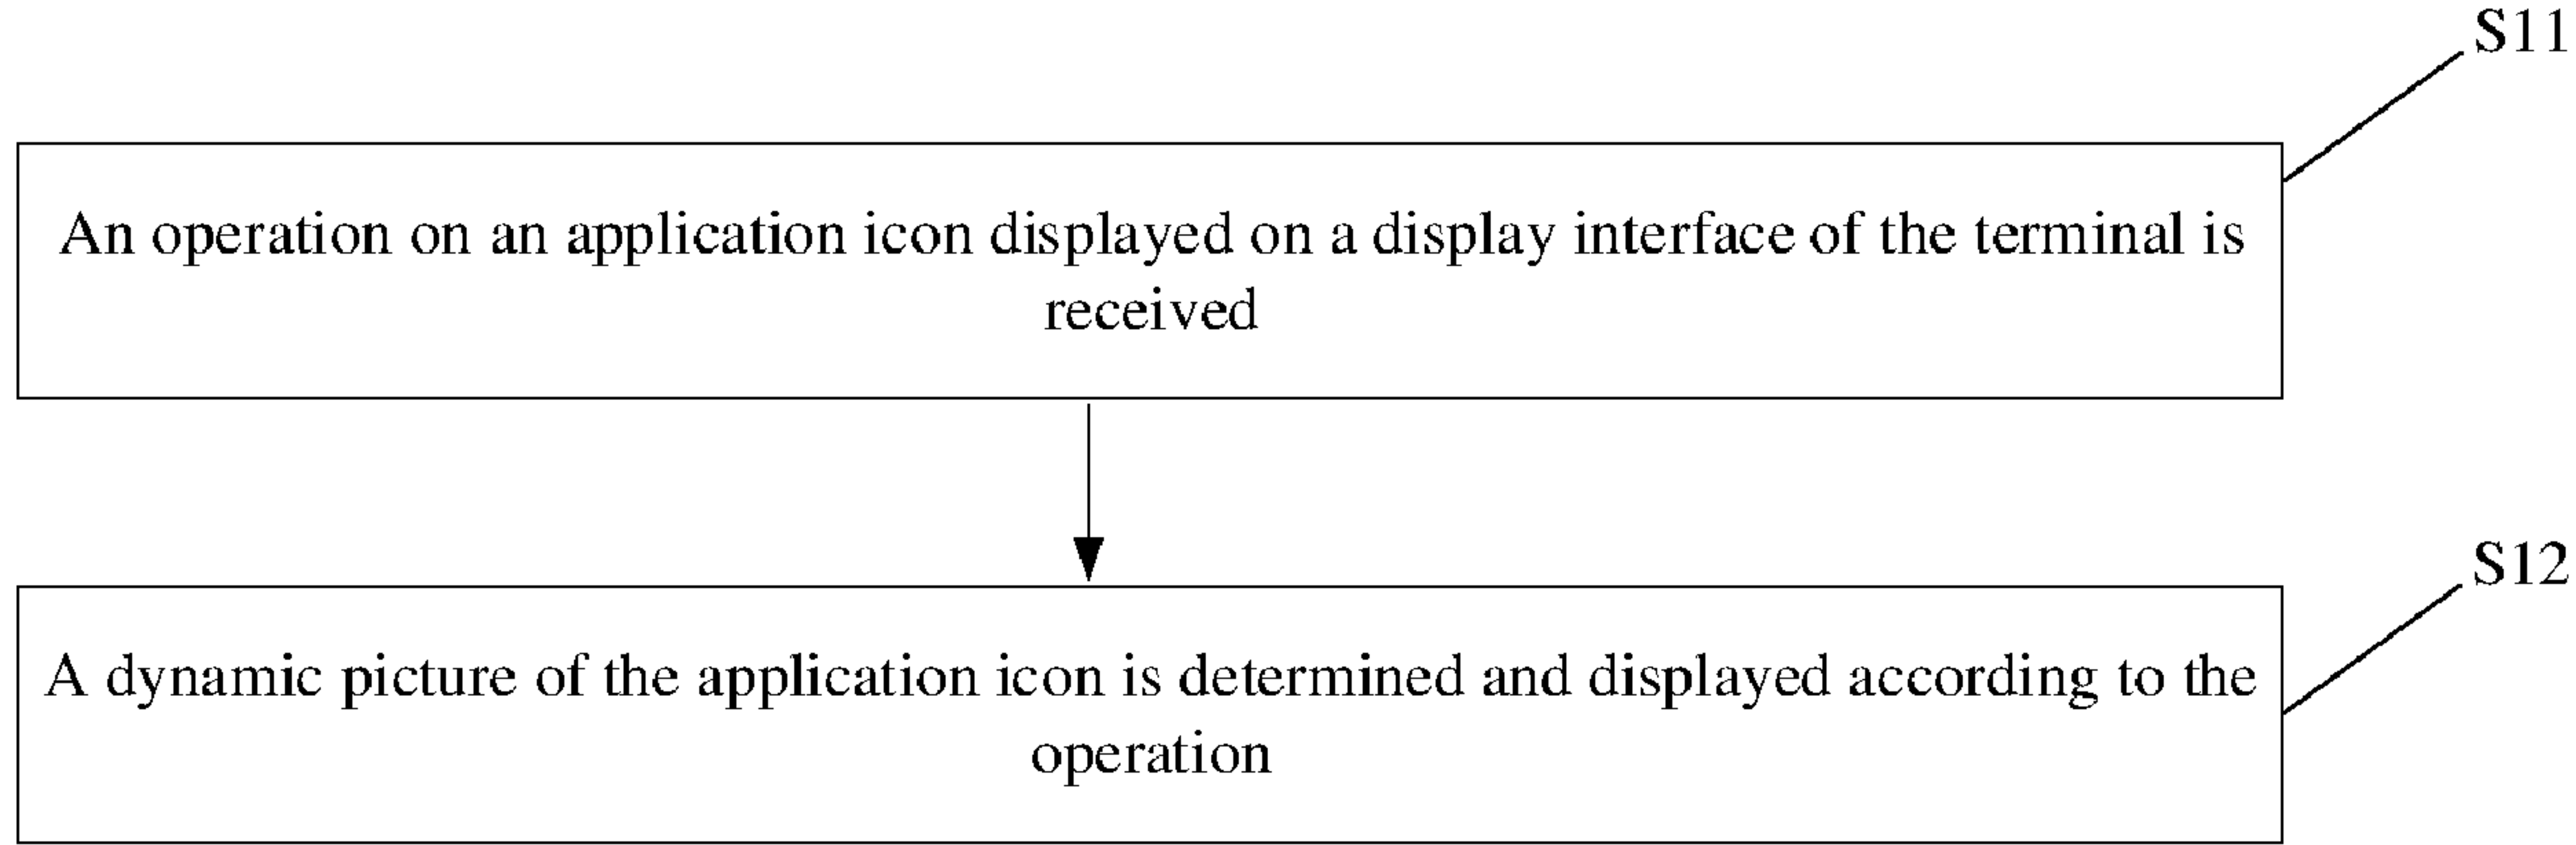 S11
An operation on an application icon displayed on a display interface of the terminal is
received
S12
A dynamic picture of the application icon is determined and displayed according to the
operation